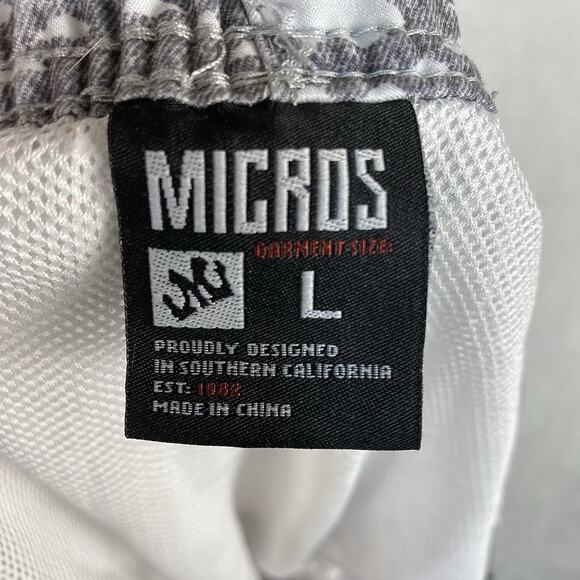 MICROS
GARMENT SIZE:
L
PROUDLY DESIGNED
IN SOUTHERN CALIFORNIA
EST: 1982
MADE IN CHINA